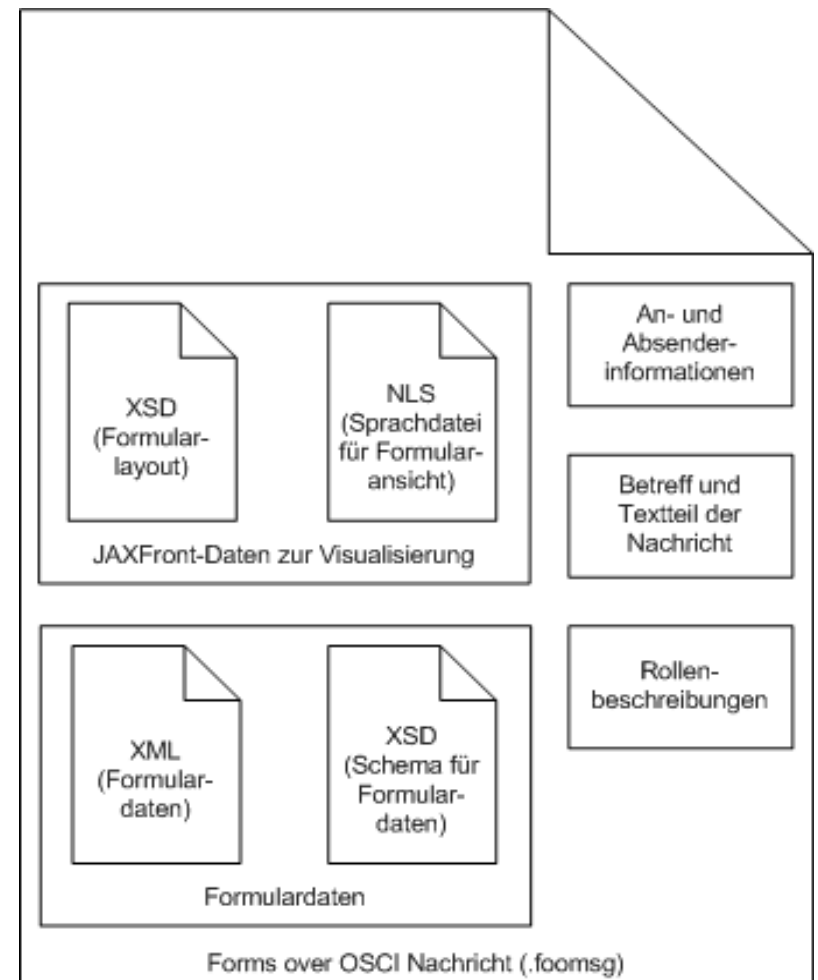 XSD
(Formular-
layout)
NLS
(Sprachdatei
für Formular-
ansicht)
JAXFront-Daten zur Visualisierung
An- und
Absender-
informationen
Betreff und
Textteil der
Nachricht
XML
(Formular-
daten)
XSD
(Schema für
Formular-
daten)
Formulardaten
Rollen-
beschreibungen
Forms over OSCI Nachricht (.foomsg)